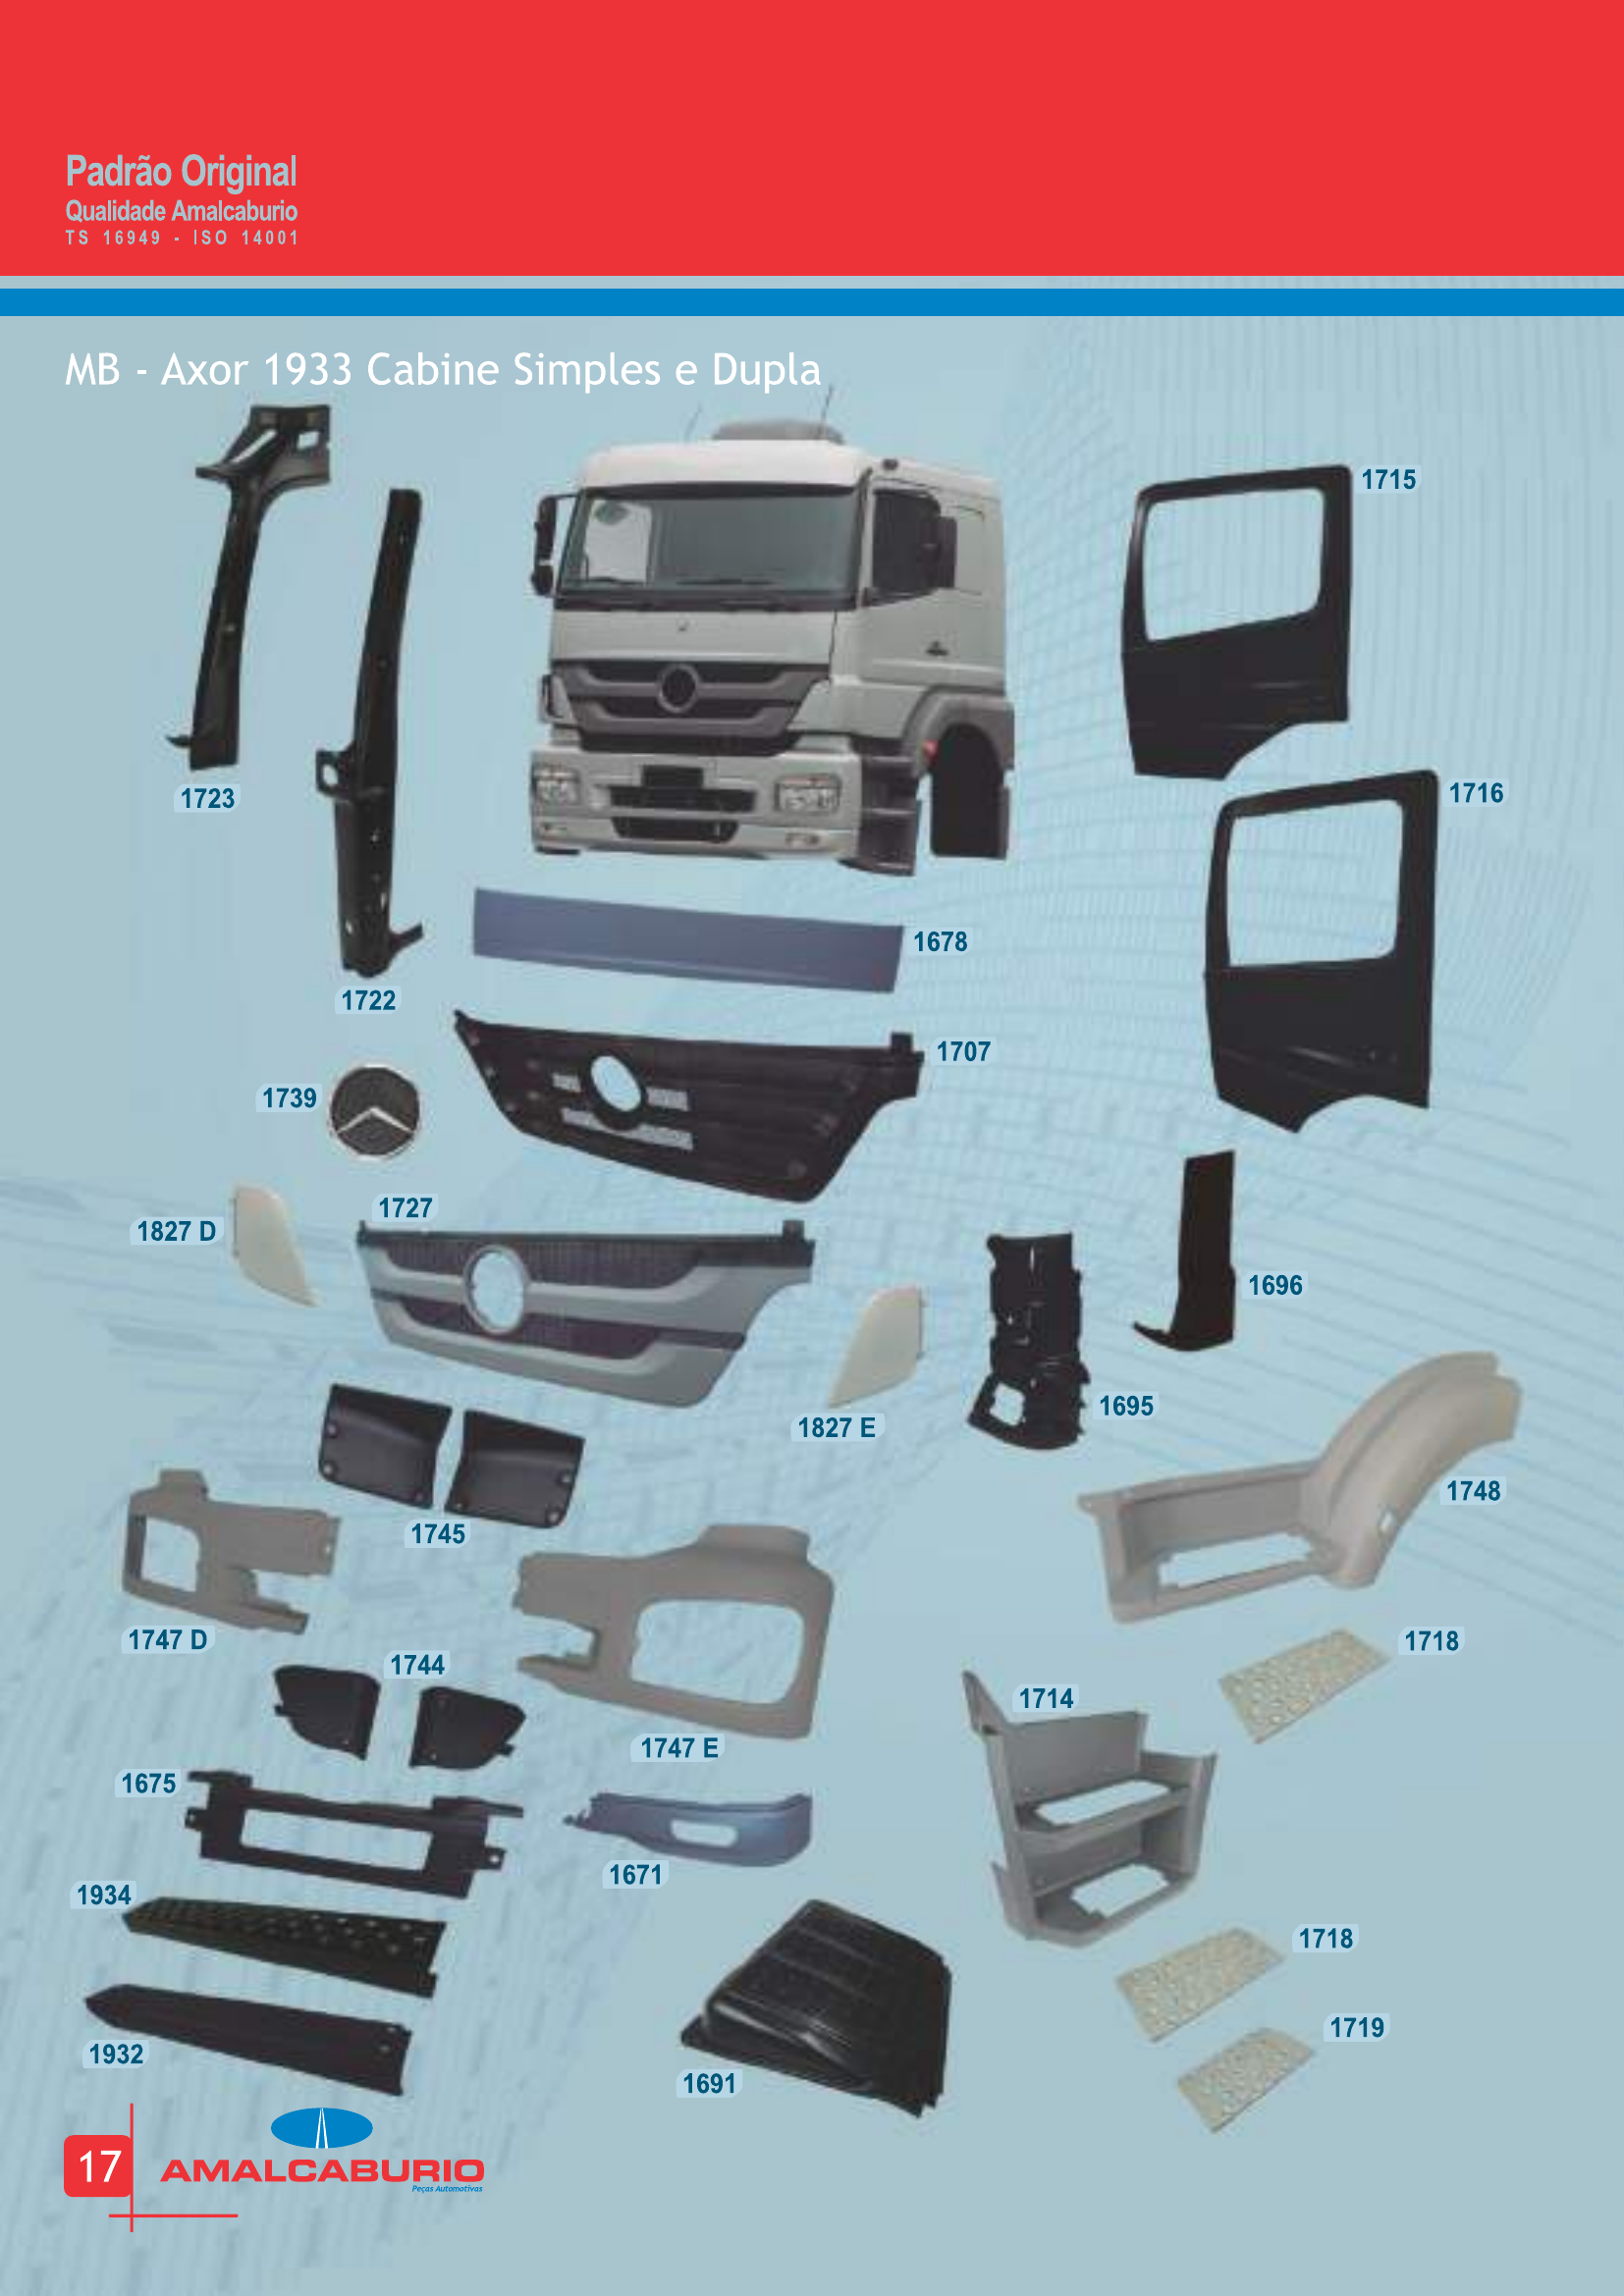 Padrão Original
Qualidade Amalcaburio
TS 16949 - ISO 14001
MB - Axor 1933 Cabine Simples e Dupla
1715
1723
1716
1678
1722
1707
1739
1727
1827 D
1696
1695
1827 E
1748
1745
1747 D
1718
1744
1714
1747 E
1675
1671
1934
1718
1719
1932
1691
17
AMALCABURIO
Peças Automotivas